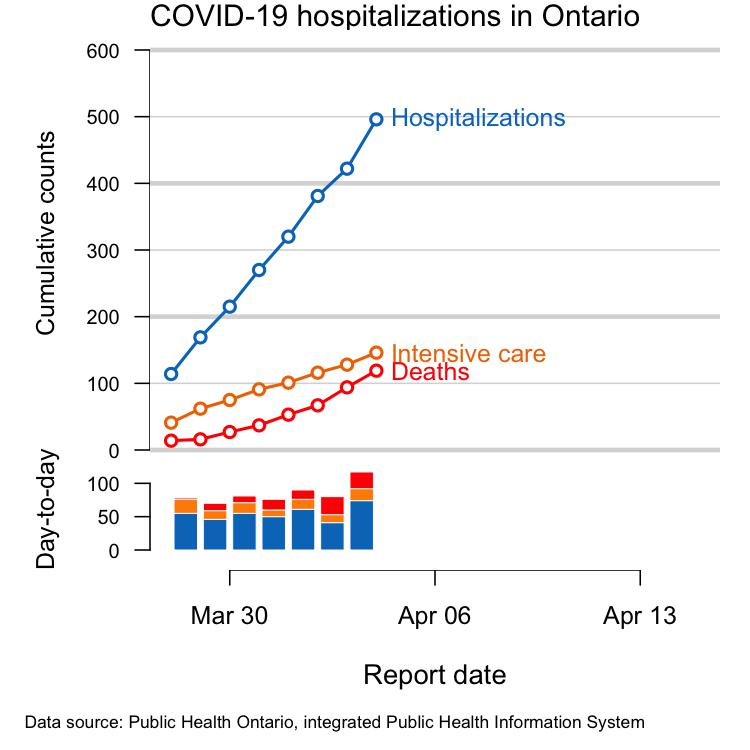 COVID-19 hospitalizations in Ontario
Cumulative counts
600
500
400
300
200
100
0
Hospitalizations
Intensive care
Deaths
Day-to-day
100
50
0
Mar 30 Apr 06 Apr 13
Report date
Data source: Public Health Ontario, integrated Public Health Information System